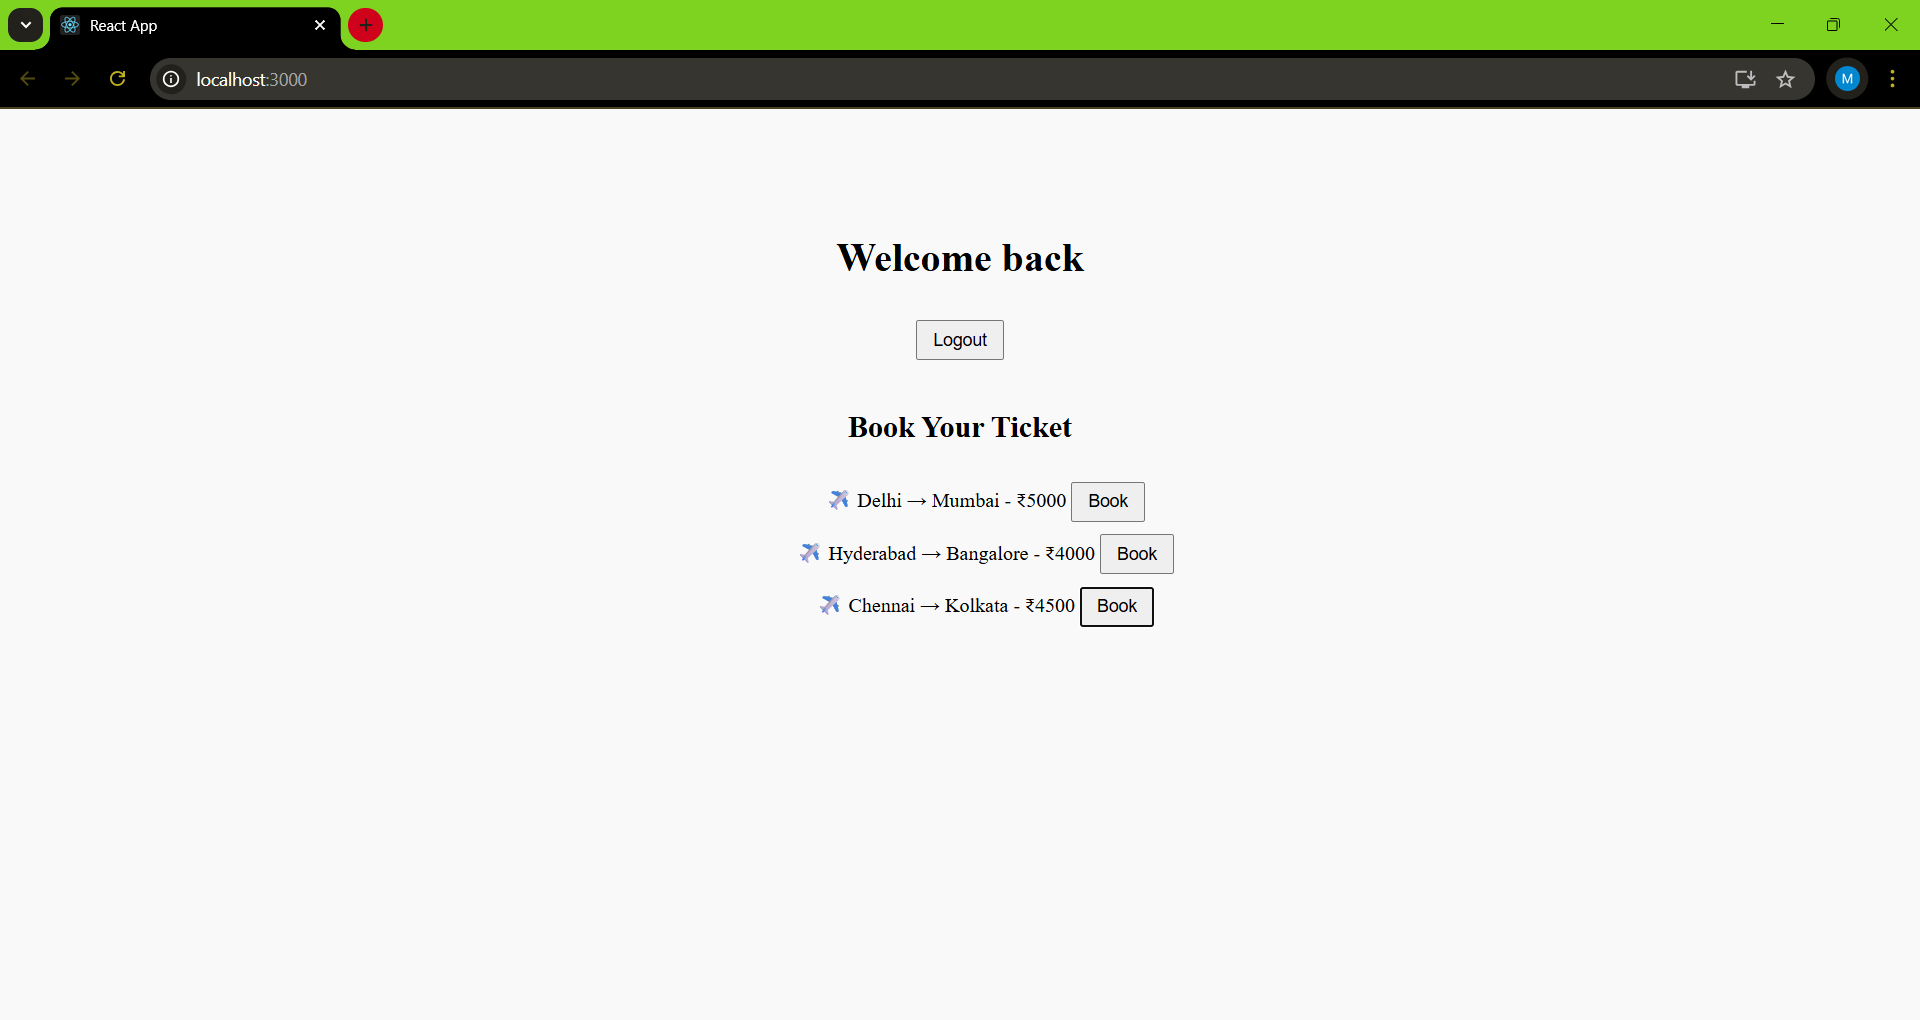 React App
localhost:3000
M
Welcome back
Logout
Book Your Ticket
✈️ Delhi → Mumbai - ₹5000 Book
✈️ Hyderabad → Bangalore - ₹4000 Book
✈️ Chennai → Kolkata - ₹4500 Book